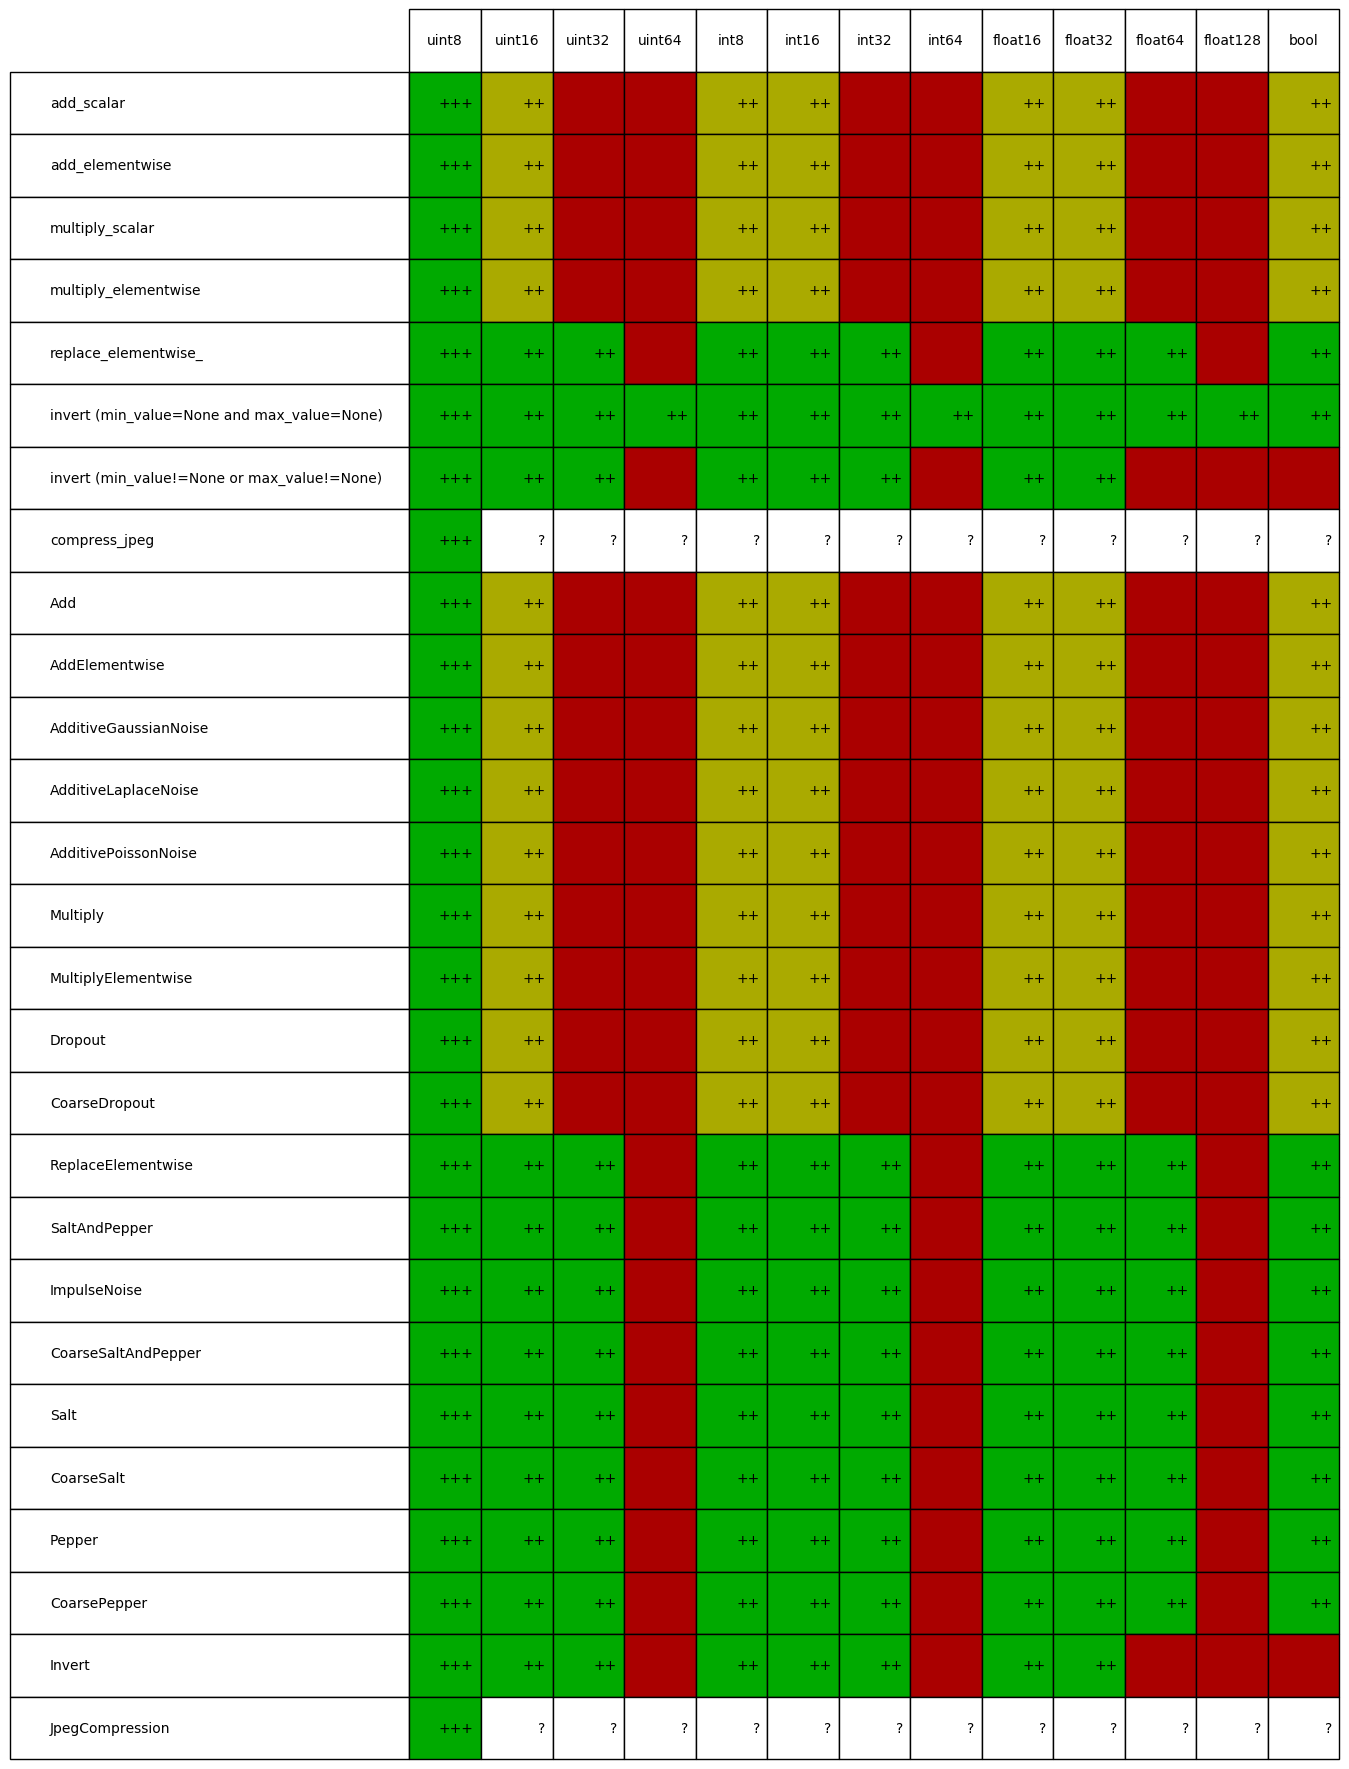 uint8 uint16 uint32 uint64 int8 int16 int32 int64 float16 float32 float64 float128 bool
add_scalar +++ ++ ++ ++ ++ ++ ++
add_elementwise +++ ++ ++ ++ ++ ++ ++
multiply_scalar +++ ++ ++ ++ ++ ++ ++
multiply_elementwise +++ ++ ++ ++ ++ ++ ++
replace_elementwise_ +++ ++ ++ ++ ++ ++ ++ ++ ++ ++
invert (min_value=None and max_value=None) +++ ++ ++ ++ ++ ++ ++ ++ ++ ++ ++ ++ ++
invert (min_value!=None or max_value!=None) +++ ++ ++ ++ ++ ++ ++ ++
compress_jpeg +++ ? ? ? ? ? ? ? ? ? ? ? ?
Add +++ ++ ++ ++ ++ ++ ++
AddElementwise +++ ++ ++ ++ ++ ++ ++
AdditiveGaussianNoise +++ ++ ++ ++ ++ ++ ++
AdditiveLaplaceNoise +++ ++ ++ ++ ++ ++ ++
AdditivePoissonNoise +++ ++ ++ ++ ++ ++ ++
Multiply +++ ++ ++ ++ ++ ++ ++
MultiplyElementwise +++ ++ ++ ++ ++ ++ ++
Dropout +++ ++ ++ ++ ++ ++ ++
CoarseDropout +++ ++ ++ ++ ++ ++ ++
ReplaceElementwise +++ ++ ++ ++ ++ ++ ++ ++ ++ ++
SaltAndPepper +++ ++ ++ ++ ++ ++ ++ ++ ++ ++
ImpulseNoise +++ ++ ++ ++ ++ ++ ++ ++ ++ ++
CoarseSaltAndPepper +++ ++ ++ ++ ++ ++ ++ ++ ++ ++
Salt +++ ++ ++ ++ ++ ++ ++ ++ ++ ++
CoarseSalt +++ ++ ++ ++ ++ ++ ++ ++ ++ ++
Pepper +++ ++ ++ ++ ++ ++ ++ ++ ++ ++
CoarsePepper +++ ++ ++ ++ ++ ++ ++ ++ ++ ++
Invert +++ ++ ++ ++ ++ ++ ++ ++
JpegCompression +++ ? ? ? ? ? ? ? ? ? ? ? ?